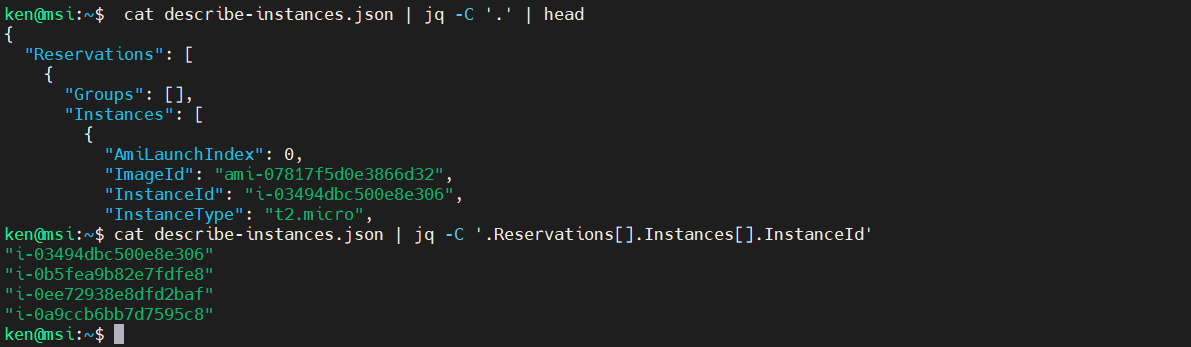 ken@msi:~$  cat describe-instances.json | jq -C '.' | head
{
  "Reservations": [
    {
      "Groups": [],
      "Instances": [
        {
          "AmiLaunchIndex": 0,
          "ImageId": "ami-07817f5d0e3866d32",
          "InstanceId": "i-03494dbc500e8e306",
          "InstanceType": "t2.micro",
ken@msi:~$ cat describe-instances.json | jq -C '.Reservations[].Instances[].InstanceId'
"i-03494dbc500e8e306"
"i-0b5fea9b82e7fdfe8"
"i-0ee72938e8dfd2baf"
"i-0a9ccb6bb7d7595c8"
ken@msi:~$